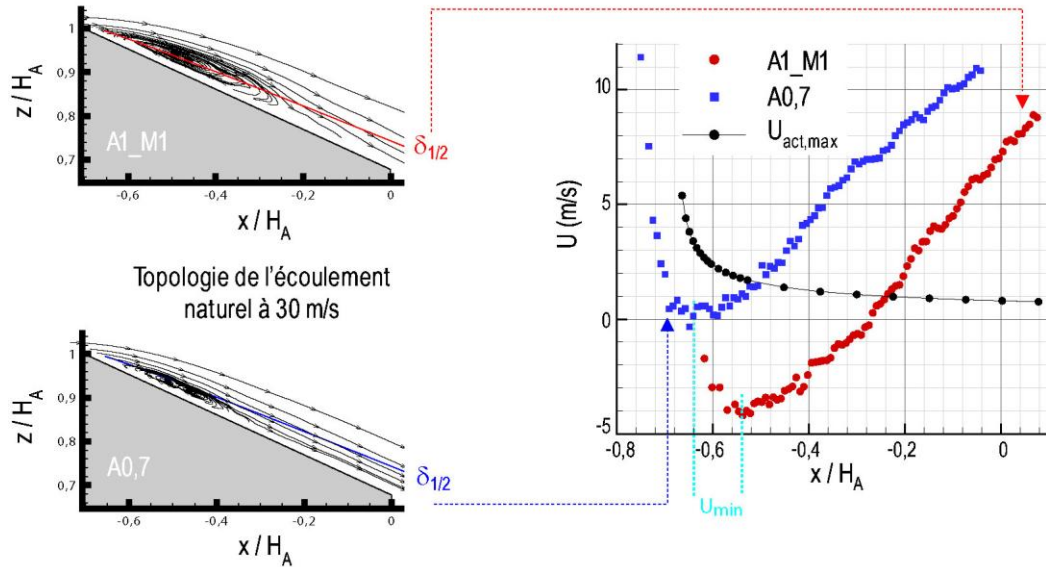 1
0,9
0,8
0,7
z / H_A
A1_M1
δ_1/2
-0,6
-0,4
-0,2
0
x / H_A
Topologie de l'écoulement
naturel à 30 m/s
1
0,9
0,8
0,7
z / H_A
A0,7
δ_1/2
-0,6
-0,4
-0,2
0
x / H_A
10
5
0
-5
U (m/s)
A1_M1
A0,7
U_act,max
-0,8
-0,6
-0,4
-0,2
0
x / H_A
U_min